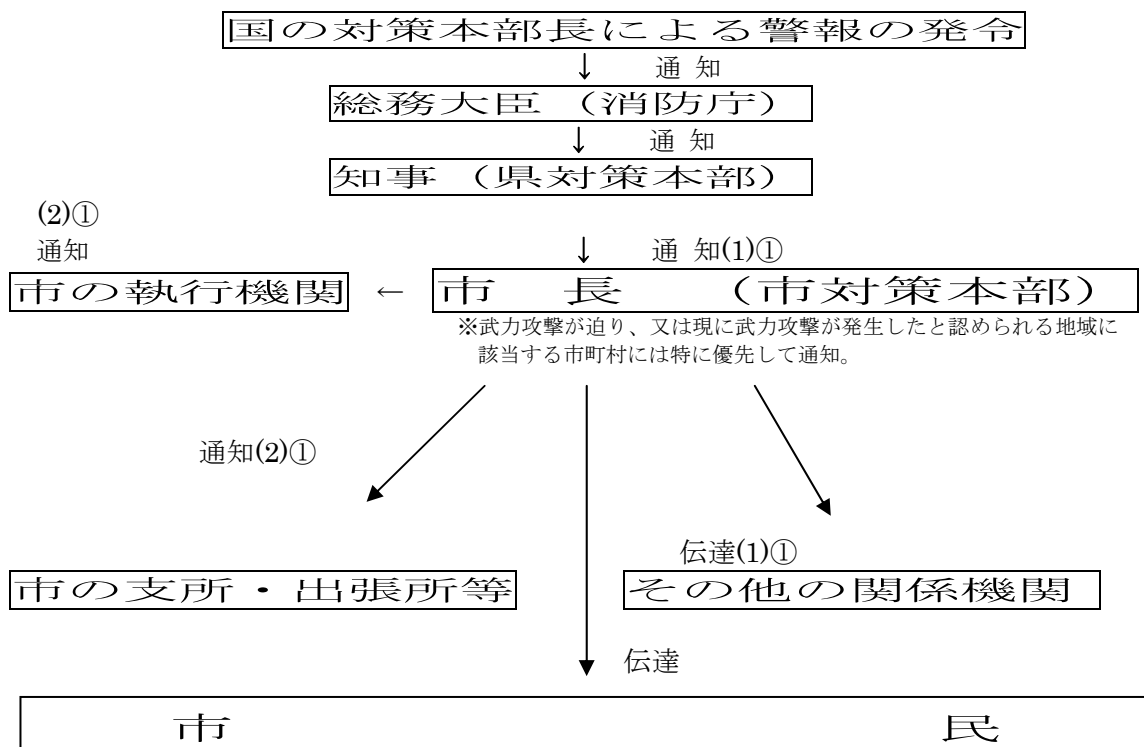 国の対策本部長による警報の発令
↓ 通 知
総務大臣（消防庁）
↓ 通 知
知事（県対策本部）
(2)①
通知
↓ 通 知(1)①
市の執行機関 ← 市 長 （市対策本部）
※武力攻撃が迫り、又は現に武力攻撃が発生したと認められる地域に
該当する市町村には特に優先して通知。
通知(2)①
伝達(1)①
市の支所・出張所等 その他の関係機関
伝達
市 民